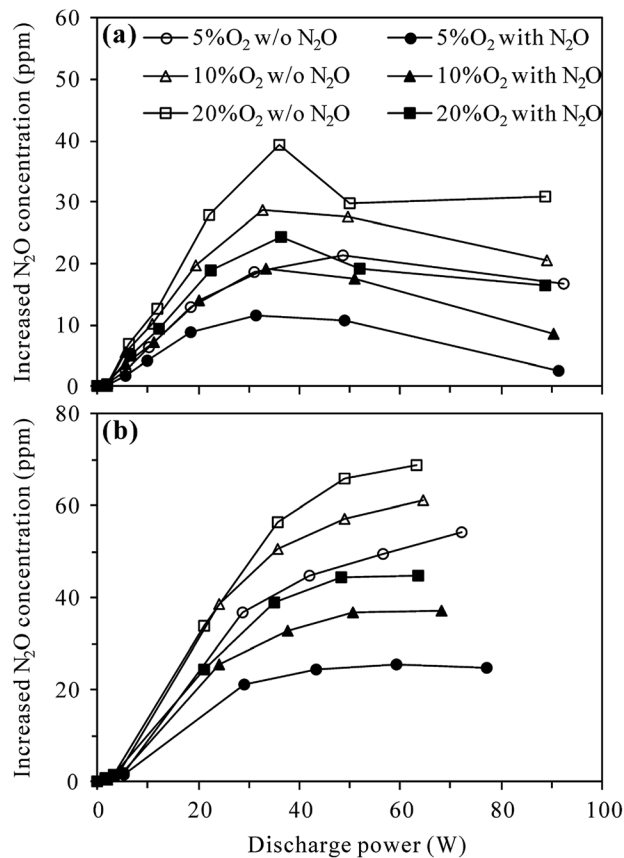 (a)
5%O₂ w/o N₂O
5%O₂ with N₂O
10%O₂ w/o N₂O
10%O₂ with N₂O
20%O₂ w/o N₂O
20%O₂ with N₂O
Increased N₂O concentration (ppm)
60
50
40
30
20
10
0
(b)
Increased N₂O concentration (ppm)
80
60
40
20
0
0 20 40 60 80 100
Discharge power (W)